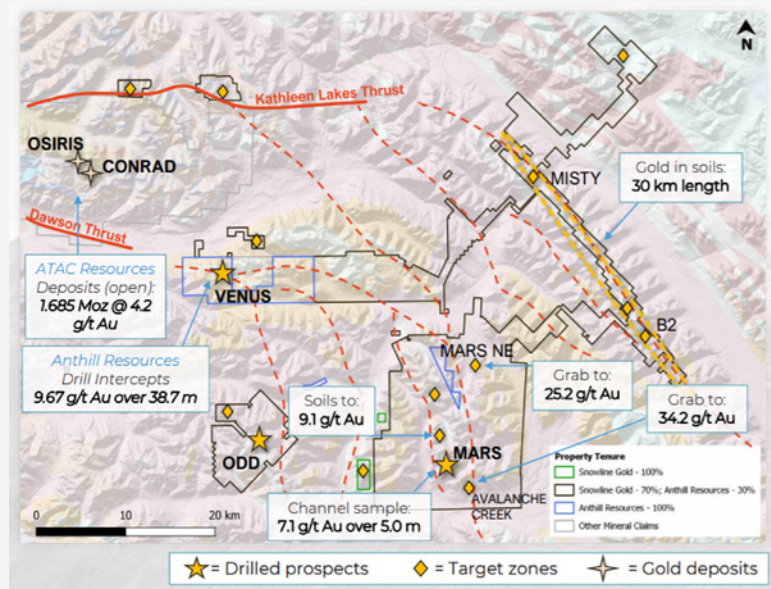 N
Kathleen Lakes Thrust
OSIRIS
CONRAD
MISTY
Gold in soils:
30 km length
Dawson Thrust
ATAC Resources
Deposits (open):
1.685 Moz @ 4.2
g/t Au
VENUS
B2
Anthill Resources
Drill Intercepts
9.67 g/t Au over 38.7 m
MARS NE
Soils to:
9.1 g/t Au
Grab to:
25.2 g/t Au
Grab to:
34.2 g/t Au
ODD
MARS
AVALANCHE
CREEK
Channel sample:
7.1 g/t Au over 5.0 m
0 10 20 km
Property Tenure
Snowline Gold - 100%
Snowline Gold - 70%; Anthill Resources - 30%
Anthill Resources - 100%
Other Mineral Claims
= Drilled prospects = Target zones = Gold deposits